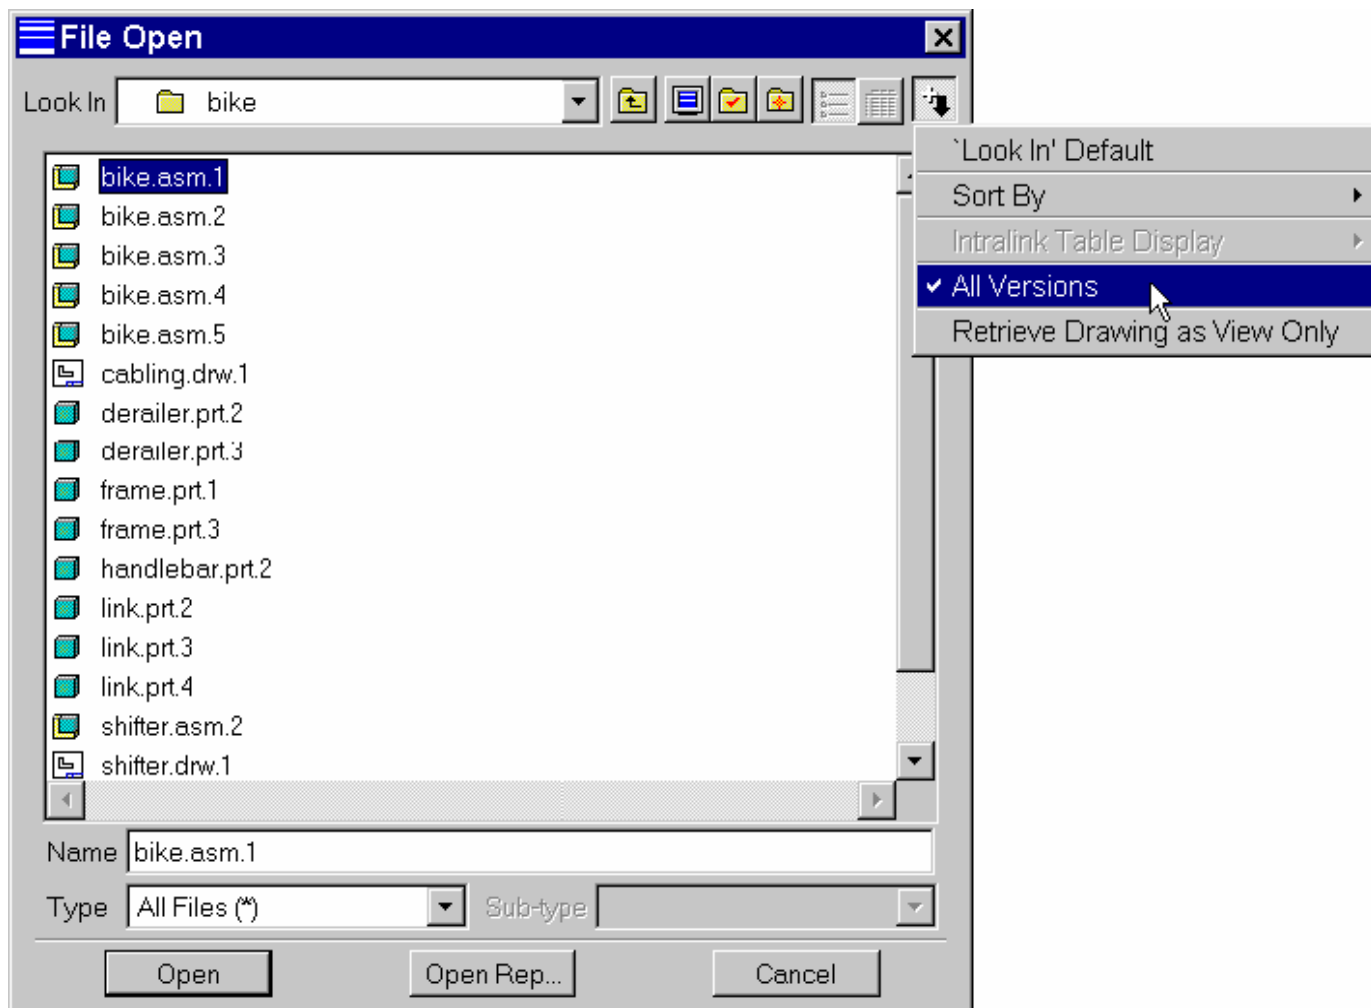 File Open
Look In bike
`Look In' Default
Sort By
Intralink Table Display
All Versions
Retrieve Drawing as View Only
bike.asm.1
bike.asm.2
bike.asm.3
bike.asm.4
bike.asm.5
cabling.drw.1
derailer.prt.2
derailer.prt.3
frame.prt.1
frame.prt.3
handlebar.prt.2
link.prt.2
link.prt.3
link.prt.4
shifter.asm.2
shifter.drw.1
Name bike.asm.1
Type All Files (*) Sub-type
Open Open Rep... Cancel